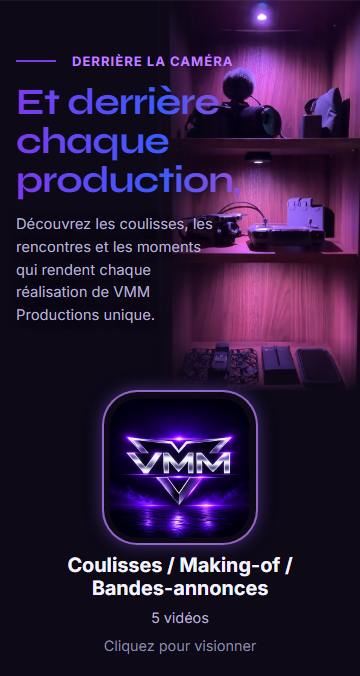 DERRIÈRE LA CAMÉRA
Et derrière
chaque
production.
Découvrez les coulisses, les
rencontres et les moments
qui rendent chaque
réalisation de VMM
Productions unique.
VMM
Coulisses / Making-of /
Bandes-annonces
5 vidéos
Cliquez pour visionner